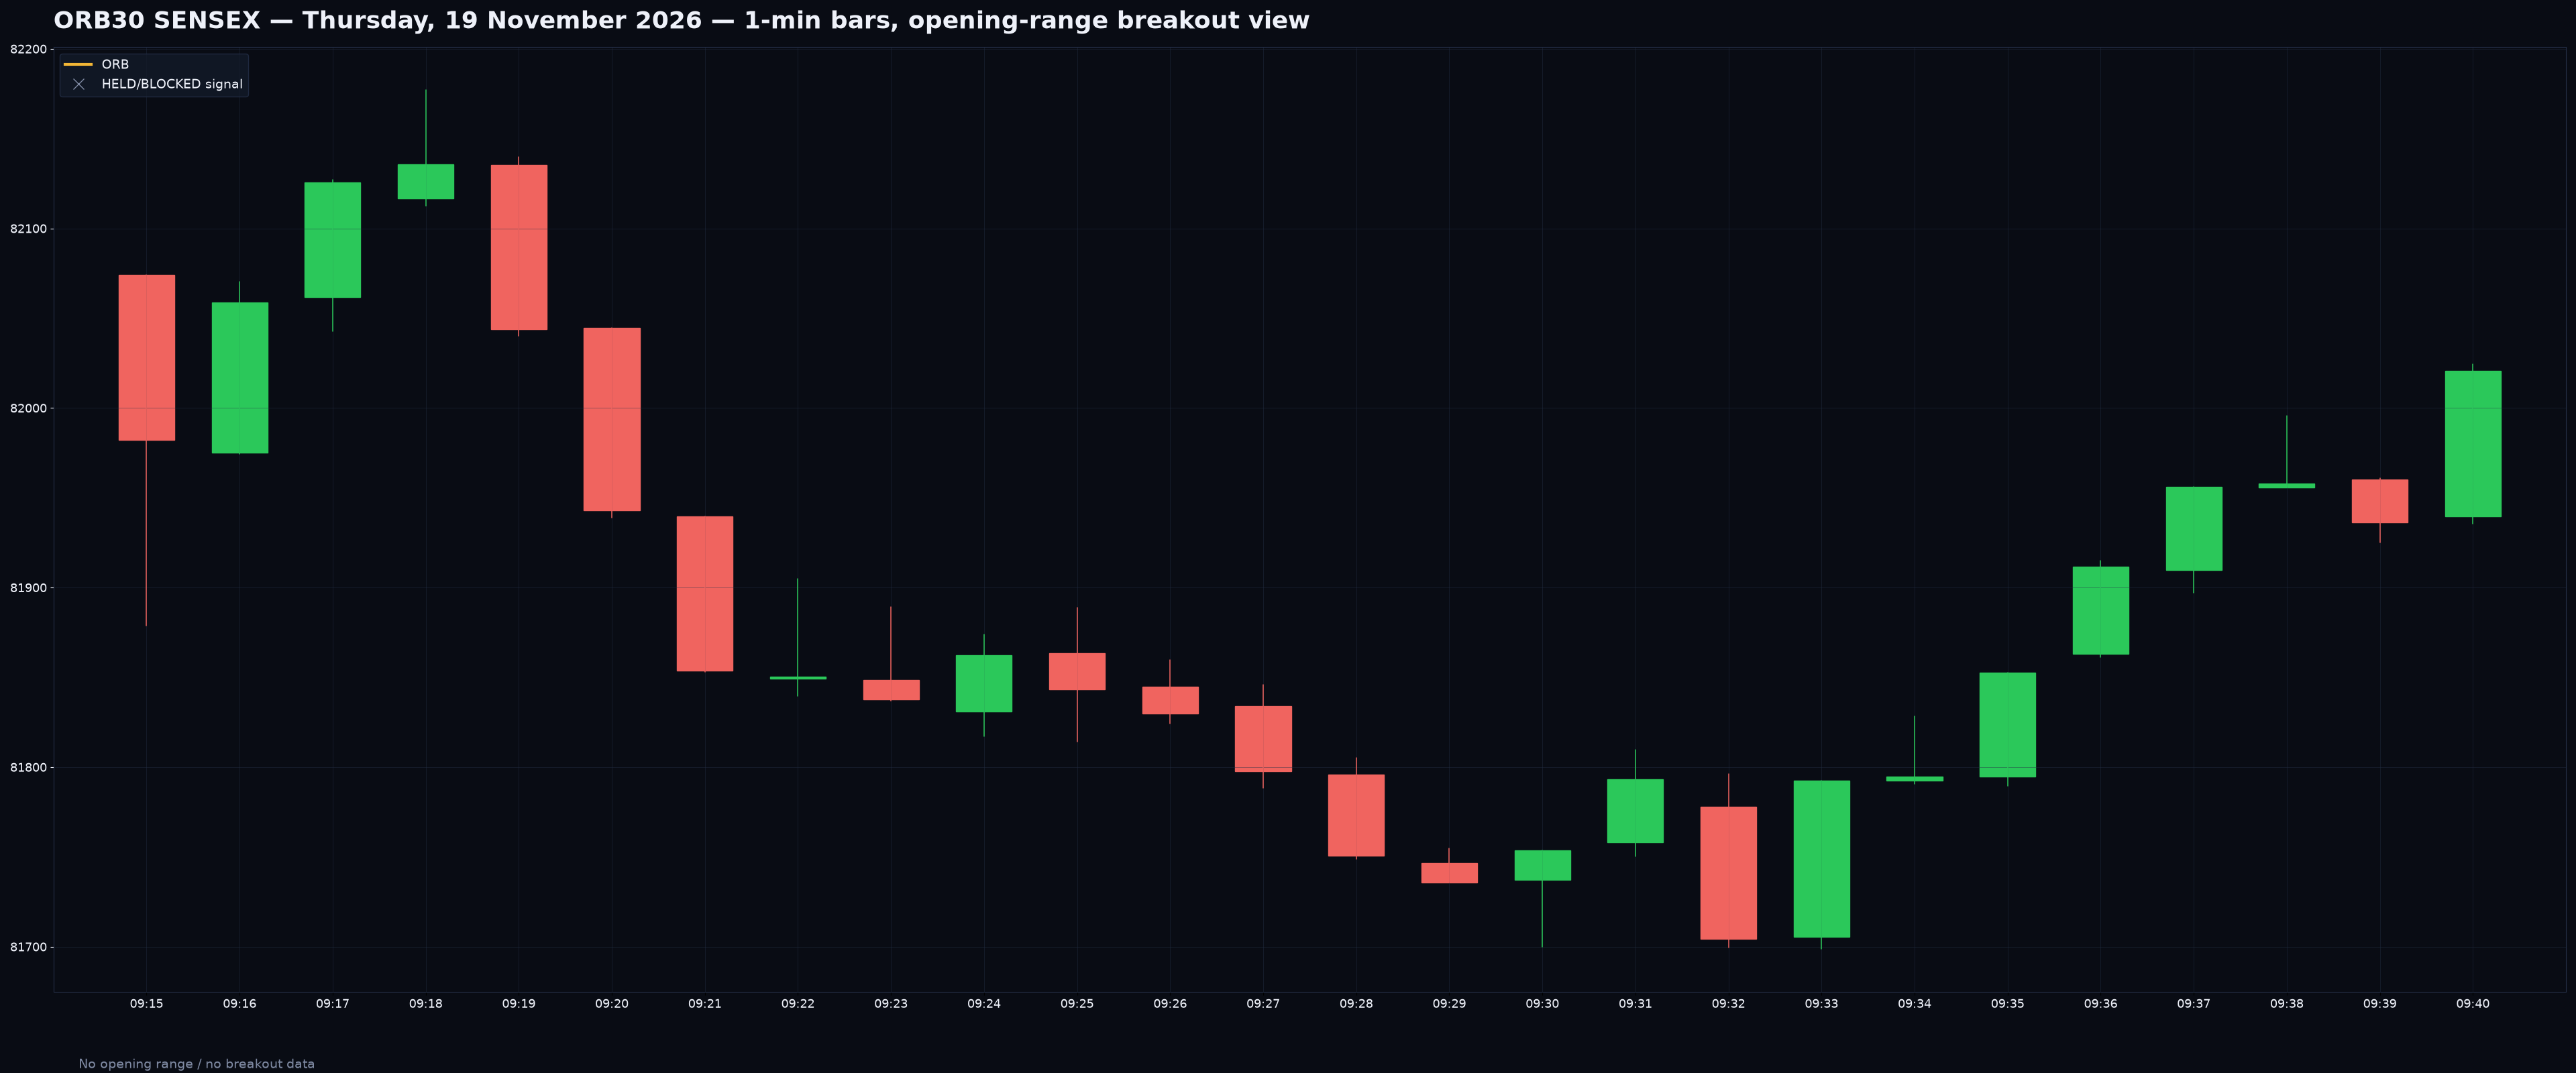 ORB30 SENSEX — Thursday, 19 November 2026 — 1-min bars, opening-range breakout view
82200
ORB
HELD/BLOCKED signal
82100
82000
81900
81800
81700
09:15 09:16 09:17 09:18 09:19 09:20 09:21 09:22 09:23 09:24 09:25 09:26 09:27 09:28 09:29 09:30 09:31 09:32 09:33 09:34 09:35 09:36 09:37 09:38 09:39 09:40
No opening range / no breakout data